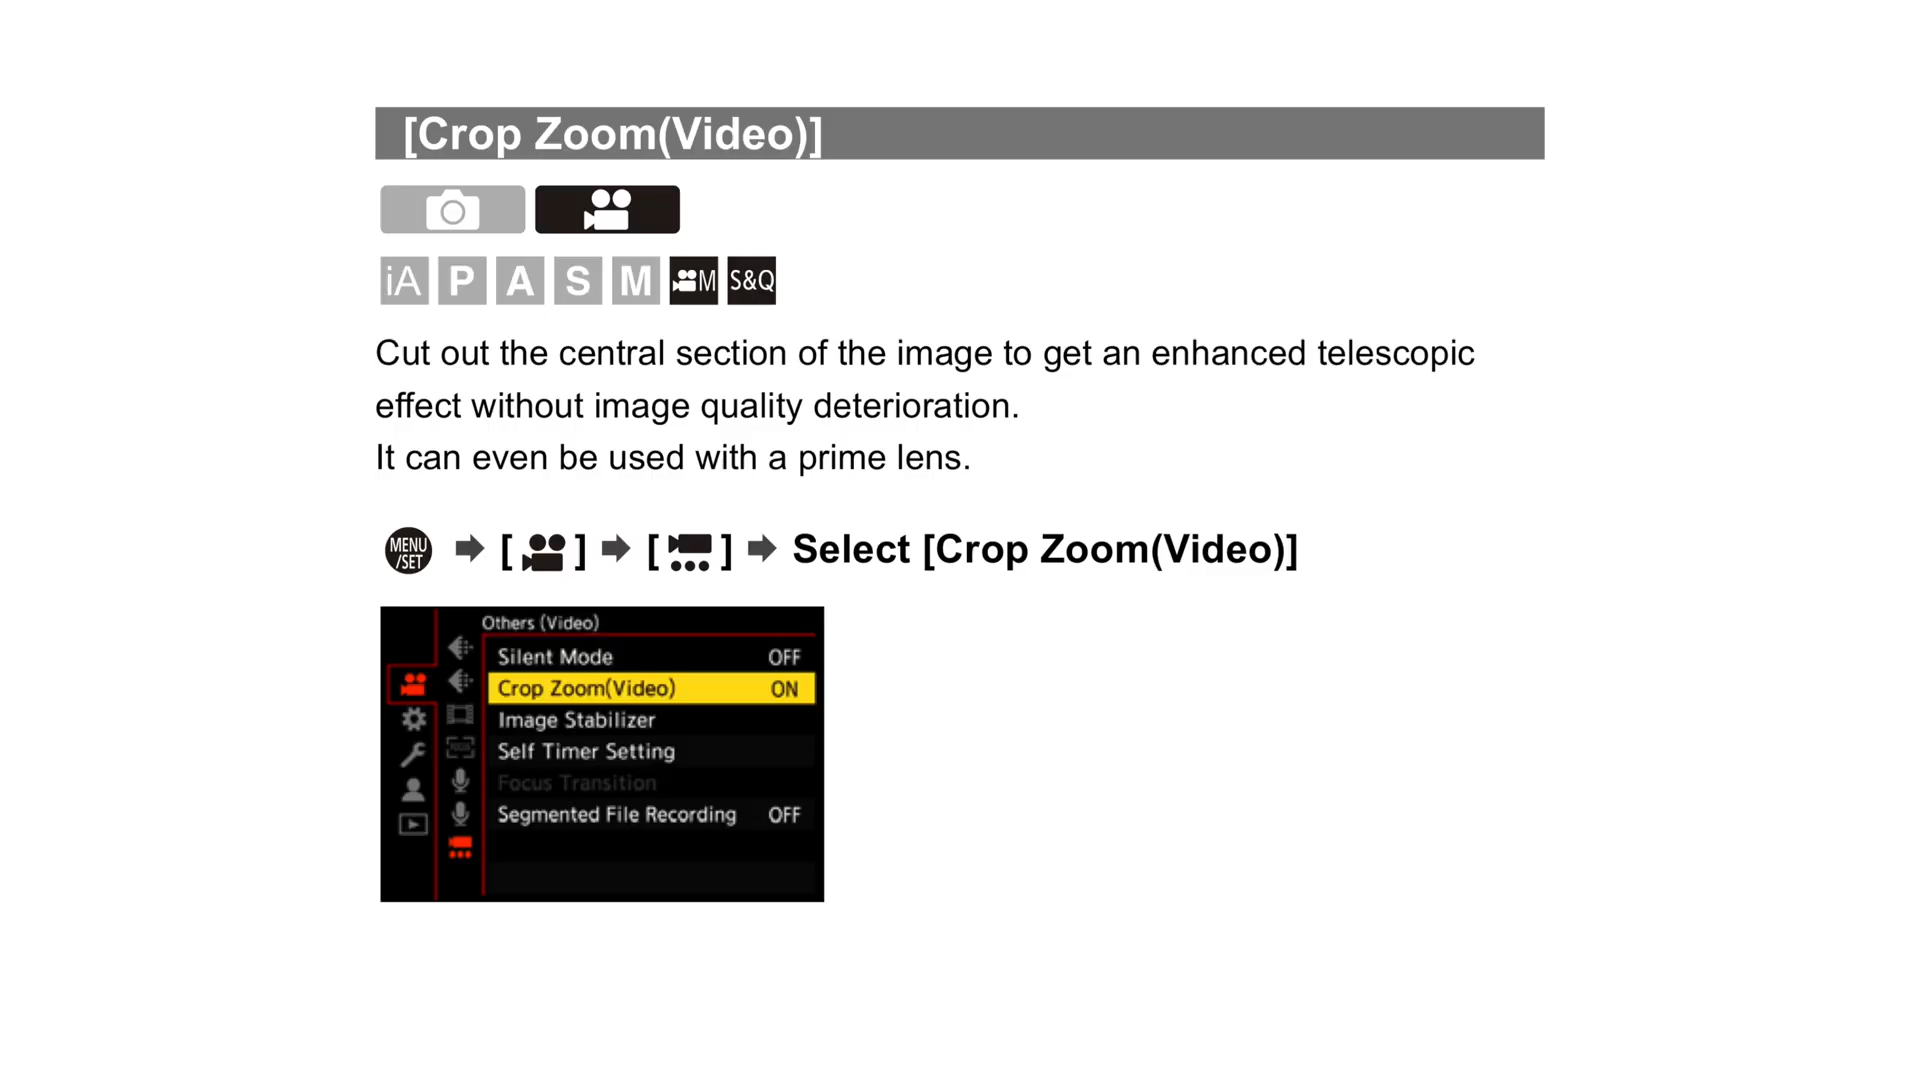 [Crop Zoom(Video)]
iA P A S M M S&Q
Cut out the central section of the image to get an enhanced telescopic
effect without image quality deterioration.
It can even be used with a prime lens.
MENU /SET ➡ [ ] ➡ [ ] ➡ Select [Crop Zoom(Video)]
Others (Video)
Silent Mode OFF
Crop Zoom(Video) ON
Image Stabilizer
Self Timer Setting
Focus Transition
Segmented File Recording OFF